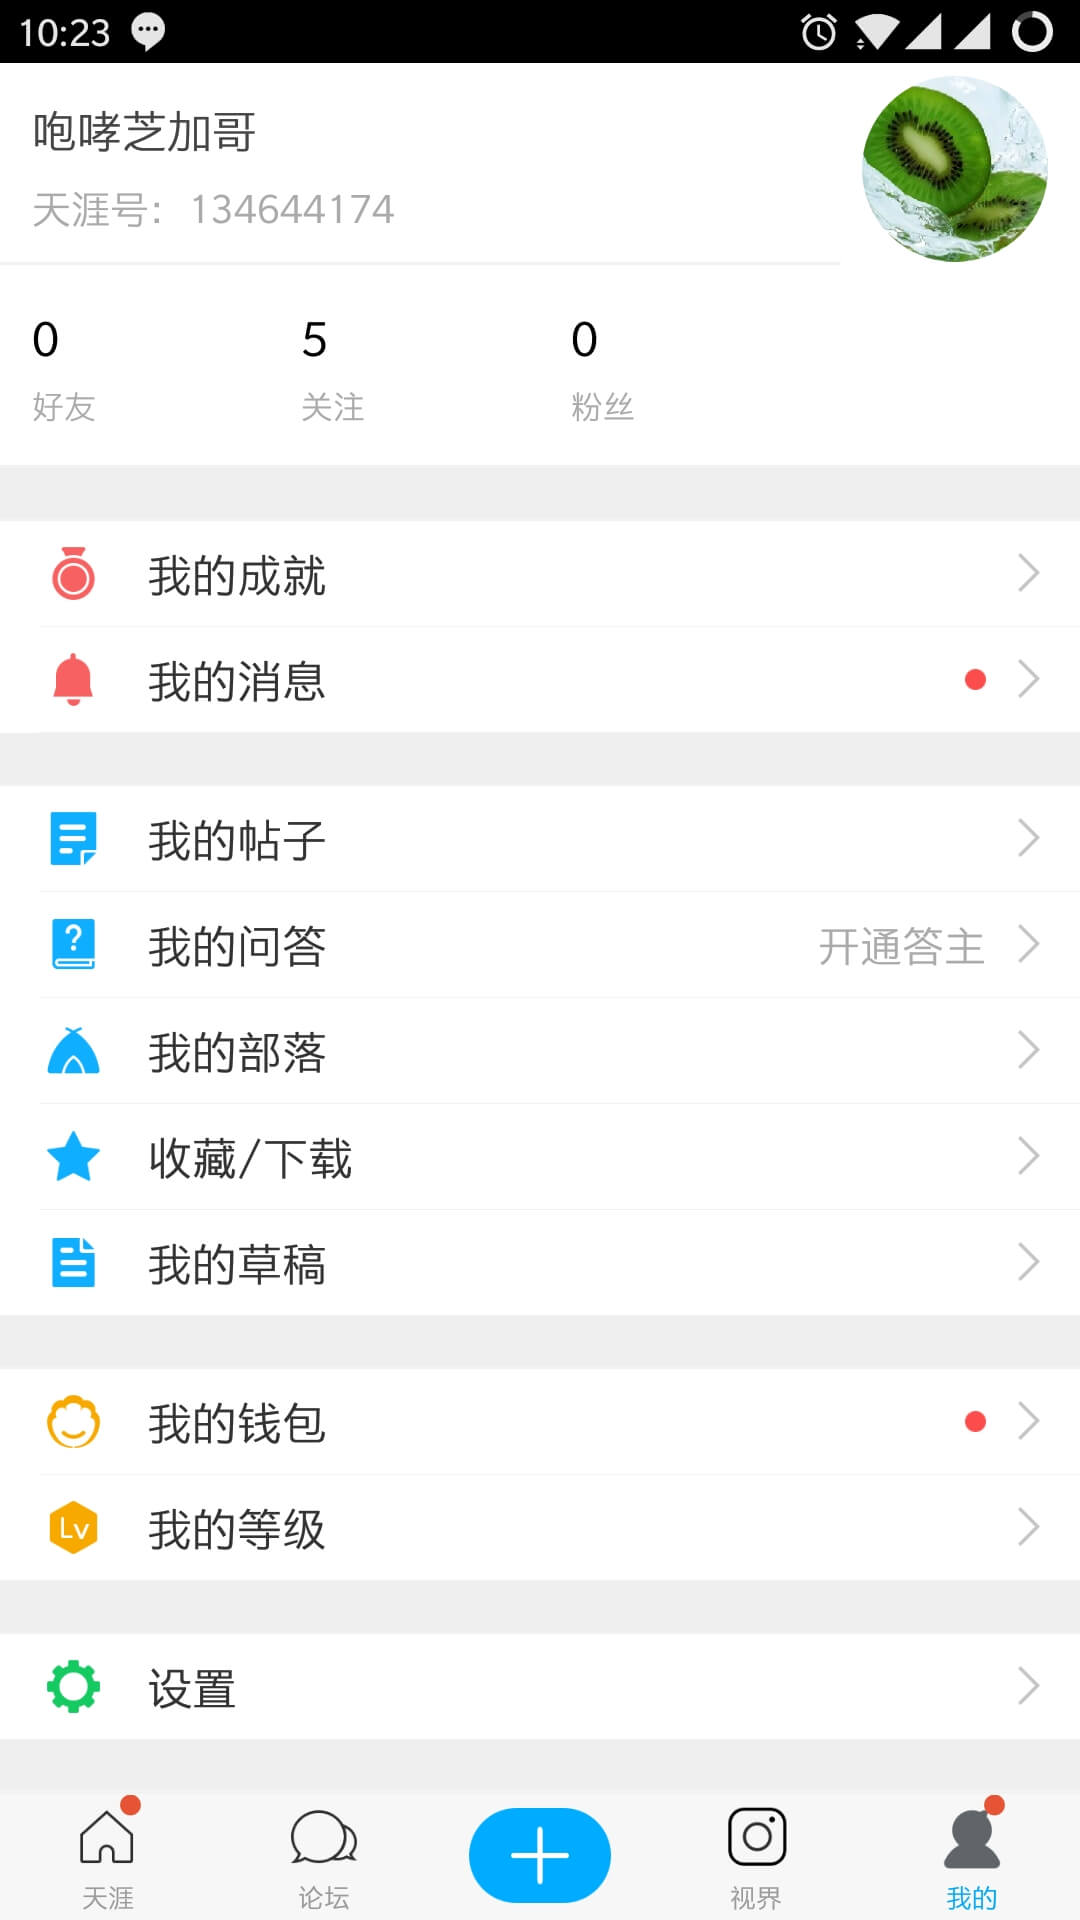 10:23
咆哮芝加哥
天涯号：134644174
0 5 0
好友 关注 粉丝
我的成就
我的消息
我的帖子
我的问答 开通答主
我的部落
收藏/下载
我的草稿
我的钱包
Lv 我的等级
设置
天涯 论坛 视界 我的